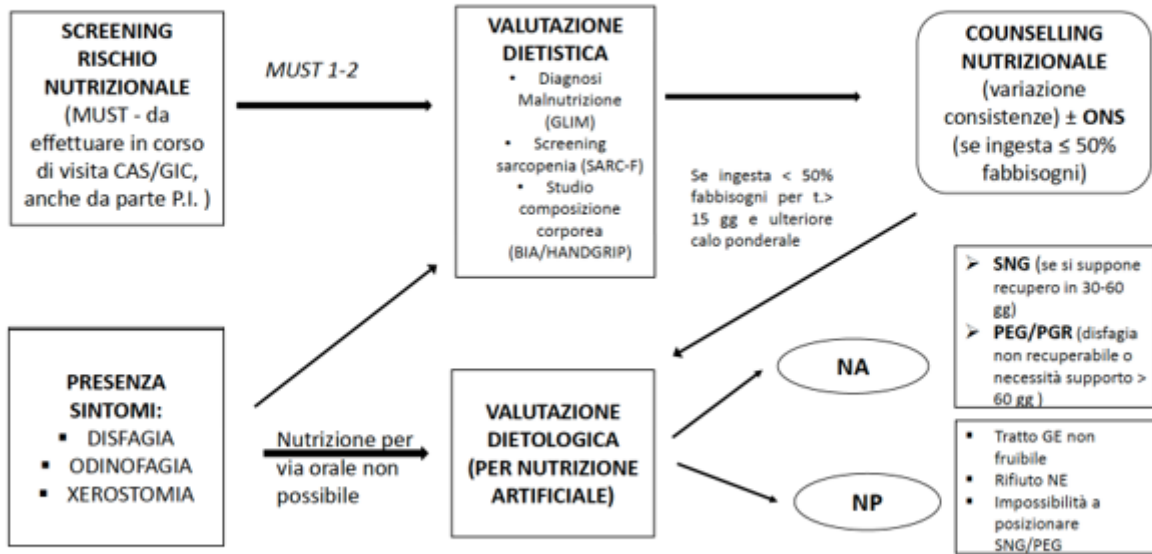 SCREENING
RISCHIO
NUTRIZIONALE
(MUST - da
effettuare in corso
di visita CAS/GIC,
anche da parte P.I. )
MUST 1-2
VALUTAZIONE
DIETISTICA
• Diagnosi
Malnutrizione
(GLIM)
• Screening
sarcopenia (SARC-F)
• Studio
composizione
corporea
(BIA/HANDGRIP)
COUNSELLING
NUTRIZIONALE
(variazione
consistenze) ± ONS
(se ingesta ≤ 50%
fabbisogni)
Se ingesta < 50%
fabbisogni per t.>
15 gg e ulteriore
calo ponderale
PRESENZA
SINTOMI:
▪ DISFAGIA
▪ ODINOFAGIA
▪ XEROSTOMIA
Nutrizione per
via orale non
possibile
VALUTAZIONE
DIETOLOGICA
(PER NUTRIZIONE
ARTIFICIALE)
NA
➢ SNG (se si suppone
recupero in 30-60
gg)
➢ PEG/PGR (disfagia
non recuperabile o
necessità supporto >
60 gg )
NP
▪ Tratto GE non
fruibile
▪ Rifiuto NE
▪ Impossibilità a
posizionare
SNG/PEG